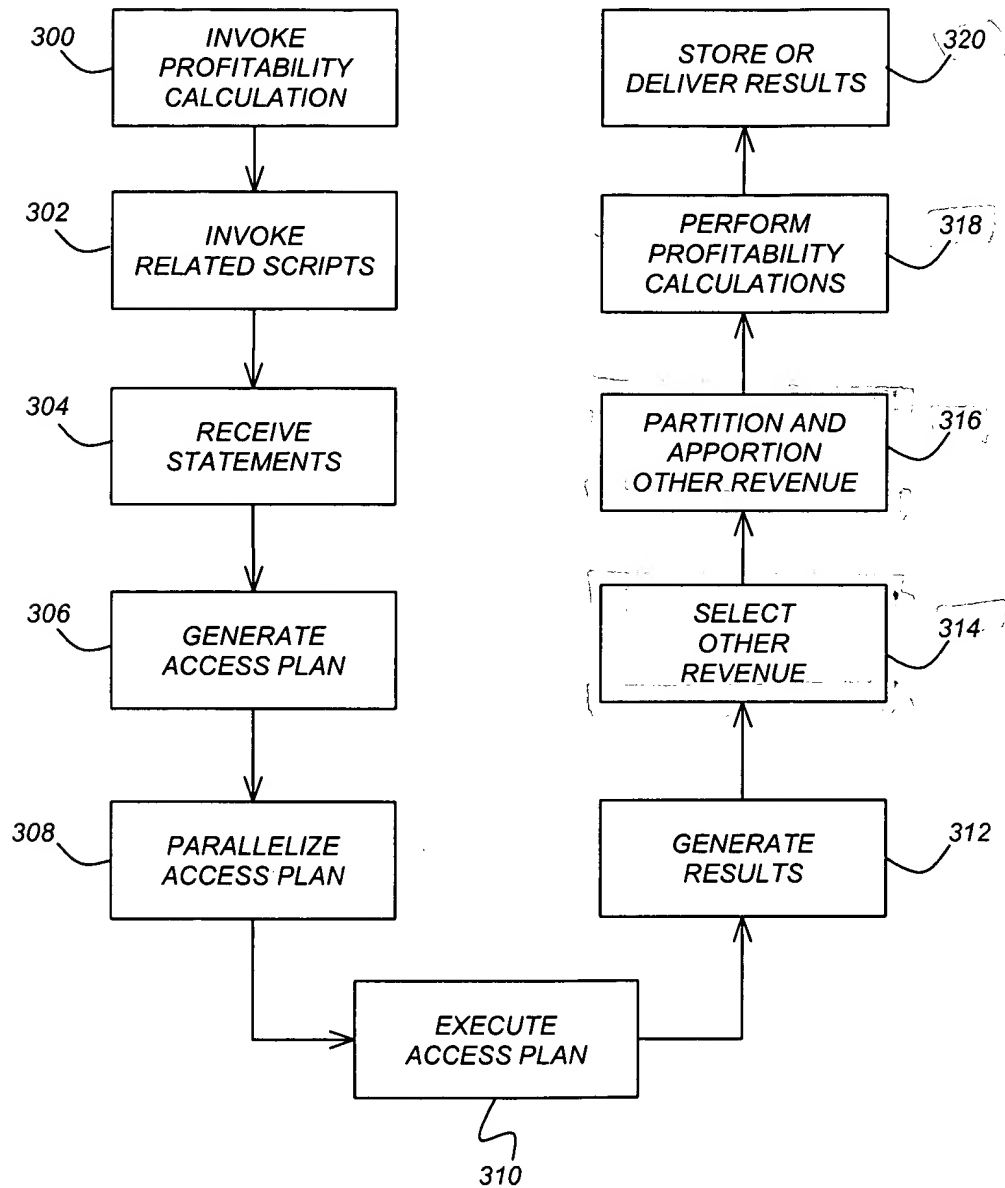 300
INVOKE
PROFITABILITY
CALCULATION
302
INVOKE
RELATED SCRIPTS
304
RECEIVE
STATEMENTS
306
GENERATE
ACCESS PLAN
308
PARALLELIZE
ACCESS PLAN
EXECUTE
ACCESS PLAN
310
GENERATE
RESULTS
312
SELECT
OTHER
REVENUE
314
PARTITION AND
APPORTION
OTHER REVENUE
316
PERFORM
PROFITABILITY
CALCULATIONS
318
STORE OR
DELIVER RESULTS
320